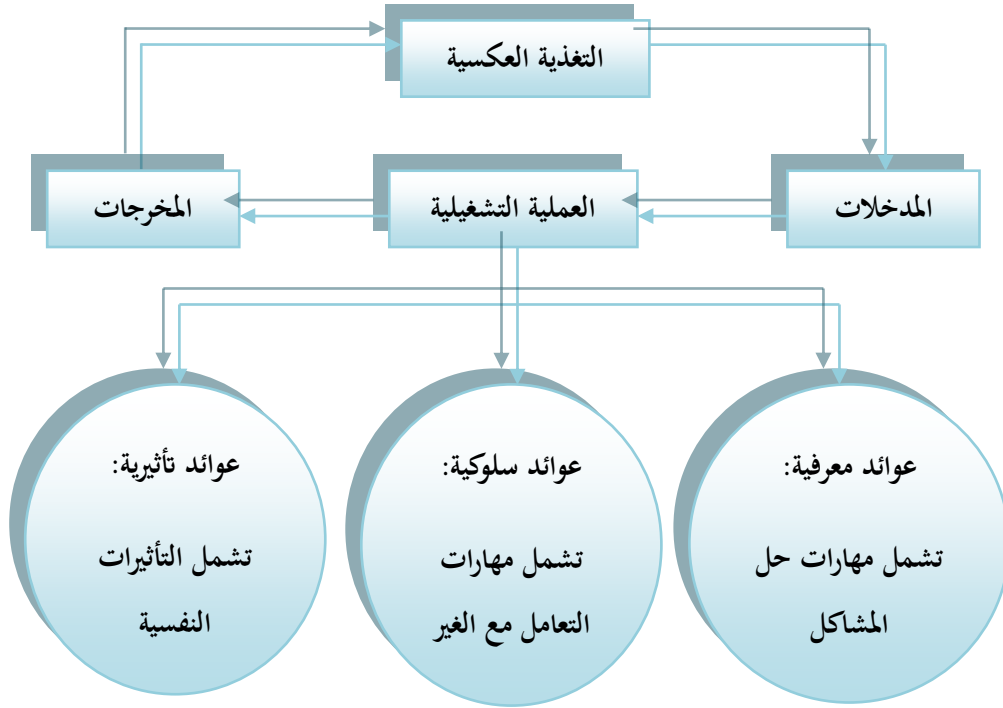 التغذية العكسية
المدخلات
العملية التشغيلية
المخرجات
عوائد معرفية:
تشمل مهارات حل
المشاكل
عوائد سلوكية:
تشمل مهارات
التعامل مع الغير
عوائد تأثيرية:
تشمل التأثيرات
النفسية